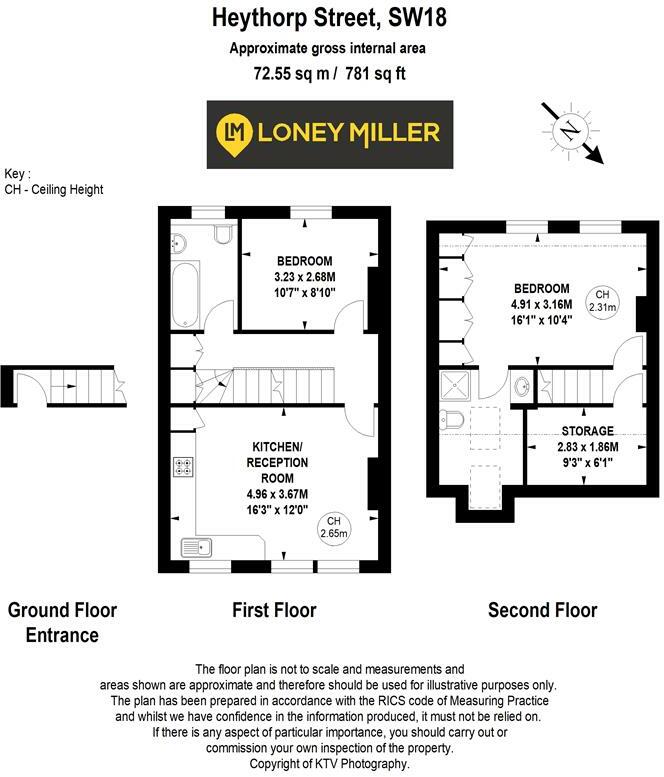 Heythorp Street, SW18
Approximate gross internal area
72.55 sq m / 781 sq ft
LM LONEY MILLER
N
Key :
CH - Ceiling Height
BEDROOM
3.23 x 2.68M
10'7" x 8'10"
BEDROOM
4.91 x 3.16M
16'1" x 10'4"
CH
2.31m
KITCHEN/
RECEPTION
ROOM
4.96 x 3.67M
16'3" x 12'0"
CH
2.65m
STORAGE
2.83 x 1.86M
9'3" x 6'1"
Ground Floor
Entrance
First Floor
Second Floor
The floor plan is not to scale and measurements and
areas shown are approximate and therefore should be used for illustrative purposes only.
The plan has been prepared in accordance with the RICS code of Measuring Practice
and whilst we have confidence in the information produced, it must not be relied on.
If there is any aspect of particular importance, you should carry out or
commission your own inspection of the property.
Copyright of KTV Photography.